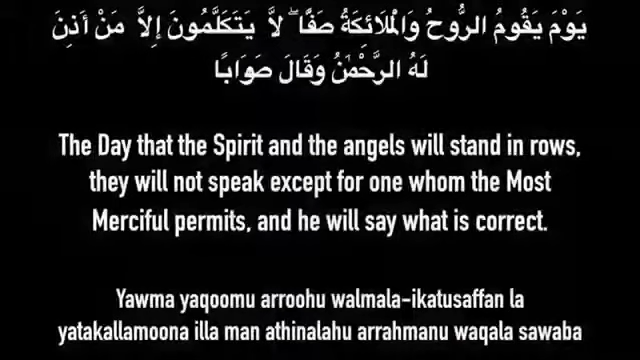 يَوْمَ يَقُومُ الرُّوحُ وَالْمَلَائِكَةُ صَفًّا ۖ لَّا يَتَكَلَّمُونَ إِلَّا مَنْ أَذِنَ
لَهُ الرَّحْمَٰنُ وَقَالَ صَوَابًا
The Day that the Spirit and the angels will stand in rows,
they will not speak except for one whom the Most
Merciful permits, and he will say what is correct.
Yawma yaqoomu arroohu walmala-ikatusaffan la
yatakallamoona illa man athinalahu arrahmanu waqala sawaba